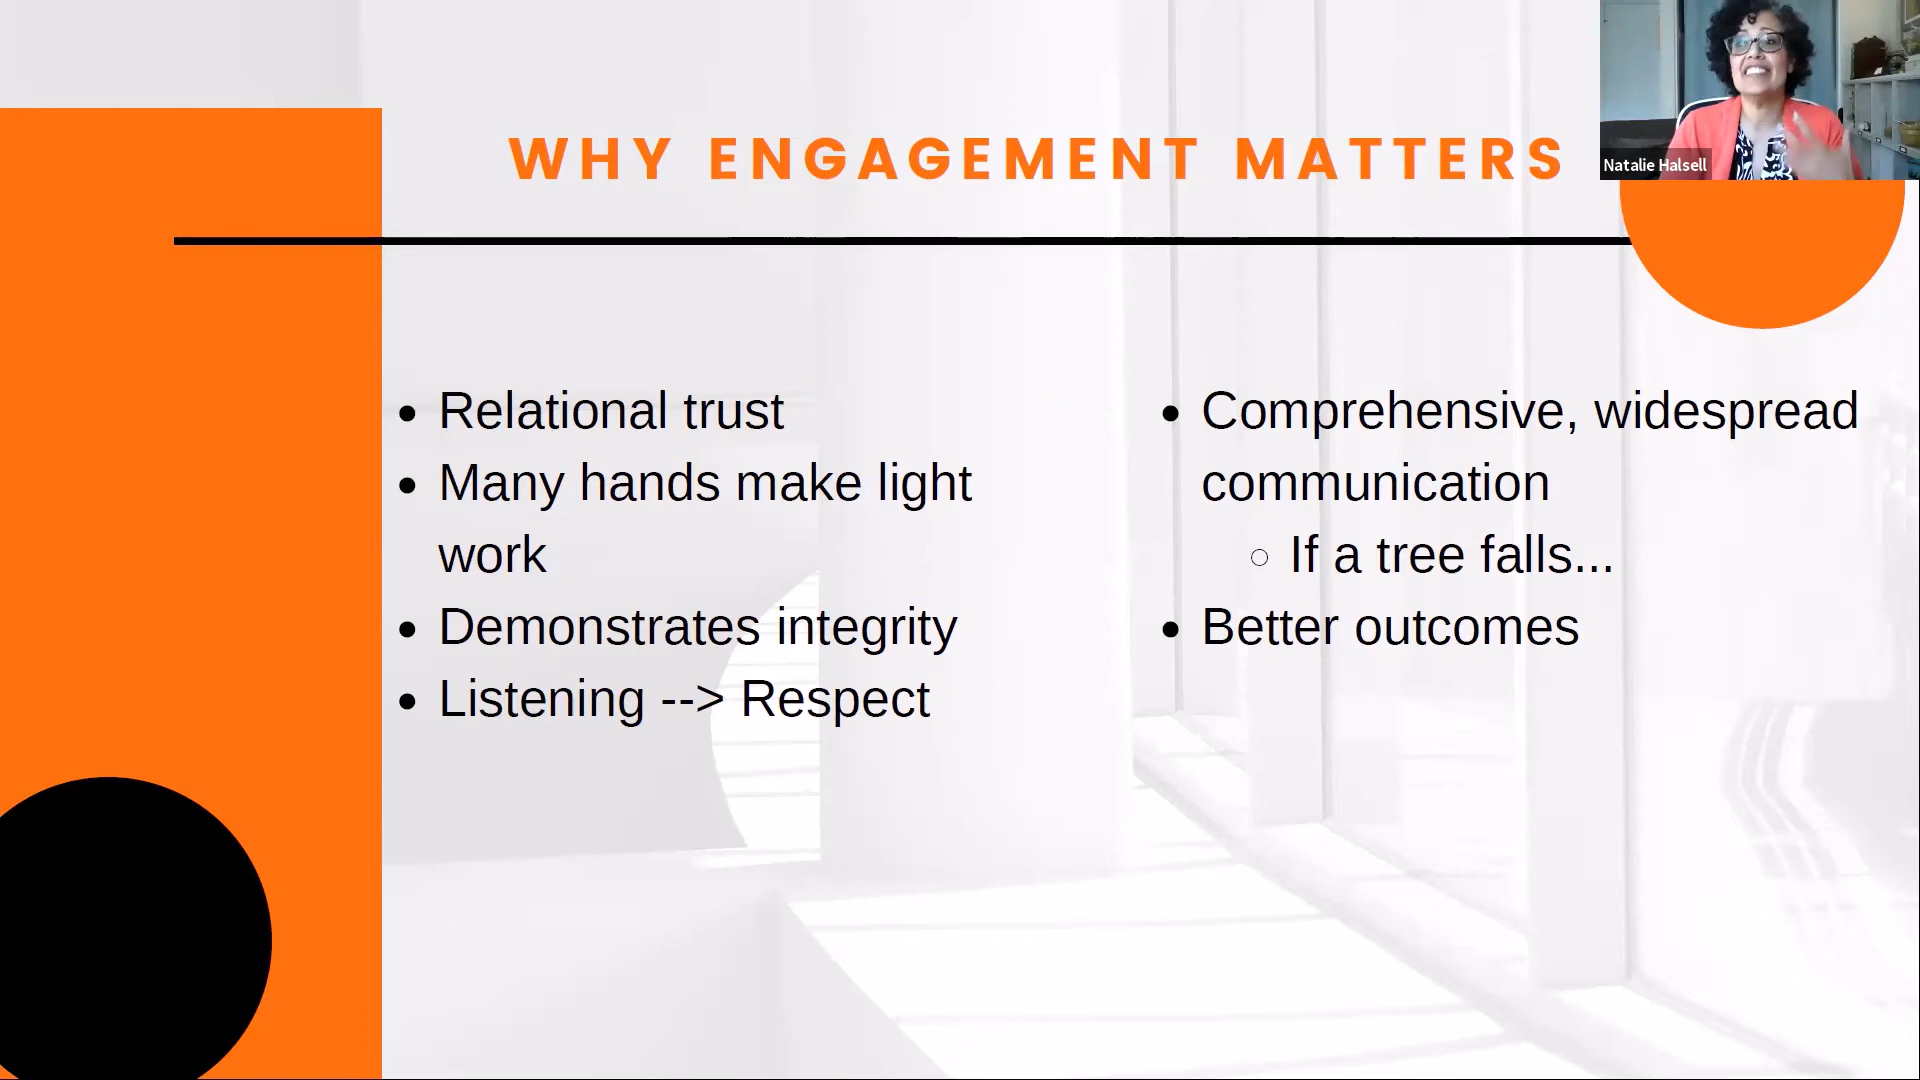 WHY ENGAGEMENT MATTERS
Natalie Halsell
• Relational trust
• Many hands make light
work
• Demonstrates integrity
• Listening --> Respect
• Comprehensive, widespread
communication
○ If a tree falls...
• Better outcomes